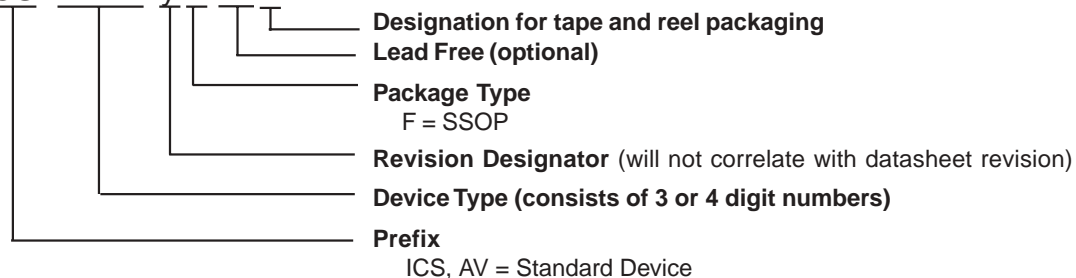 Designation for tape and reel packaging
Lead Free (optional)
Package Type
F = SSOP
Revision Designator (will not correlate with datasheet revision)
Device Type (consists of 3 or 4 digit numbers)
Prefix
ICS, AV = Standard Device